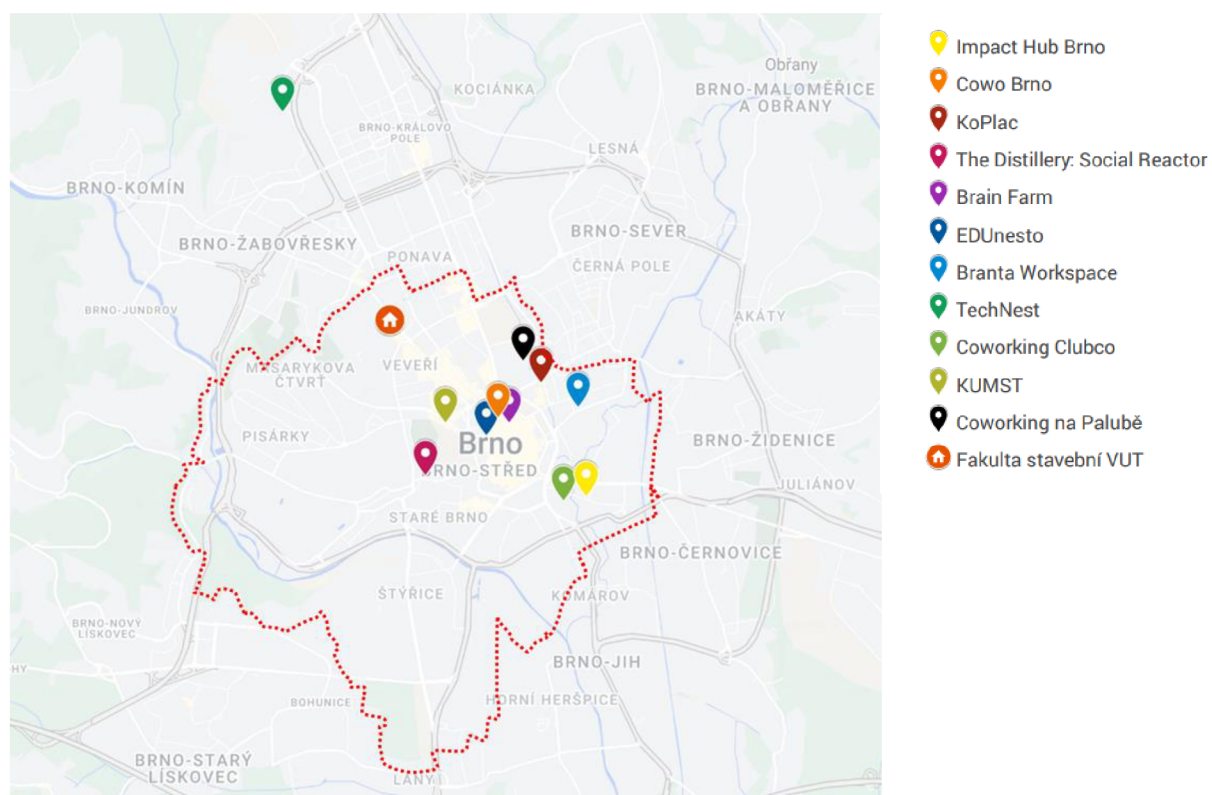 Obřany
KOCIÁNKA
BRNO-MALOMĚŘICE
A OBŘANY
BRNO-KRÁLOVO
POLE
LESNÁ
BRNO-KOMÍN
BRNO-SEVER
BRNO-ŽABOVŘESKY
PONAVA
ČERNÁ POLE
BRNO-JUNDROV
AKÁTY
MASARYKOVA
ČTVRŤ
VEVEŘÍ
PISÁRKY
Brno
BRNO-ŽIDENICE
RNO-STŘED
JULIÁNOV
STARÉ BRNO
BRNO-ČERNOVICE
ŠTÝŘICE
KOMÁROV
BRNO-NOVÝ
LÍSKOVEC
BRNO-JIH
HY
BOHUNICE
HORNÍ HERŠPICE
BRNO-STARÝ
LÍSKOVEC
LÁNY
Impact Hub Brno
Cowo Brno
KoPlac
The Distillery: Social Reactor
Brain Farm
EDUnesto
Branta Workspace
TechNest
Coworking Clubco
KUMST
Coworking na Palubě
Fakulta stavební VUT